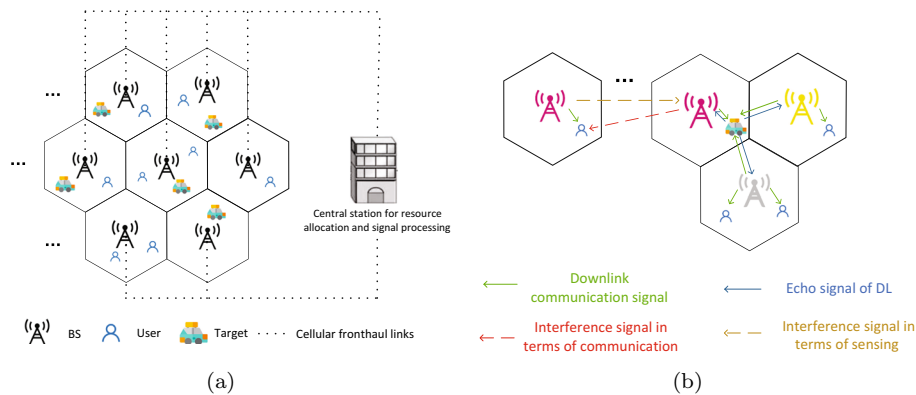 ...
...
...
...
Central station for resource
allocation and signal processing
BS
User
Target
Cellular fronthaul links
Downlink
communication signal
Echo signal of DL
Interference signal in
terms of communication
Interference signal in
terms of sensing
(a)
(b)